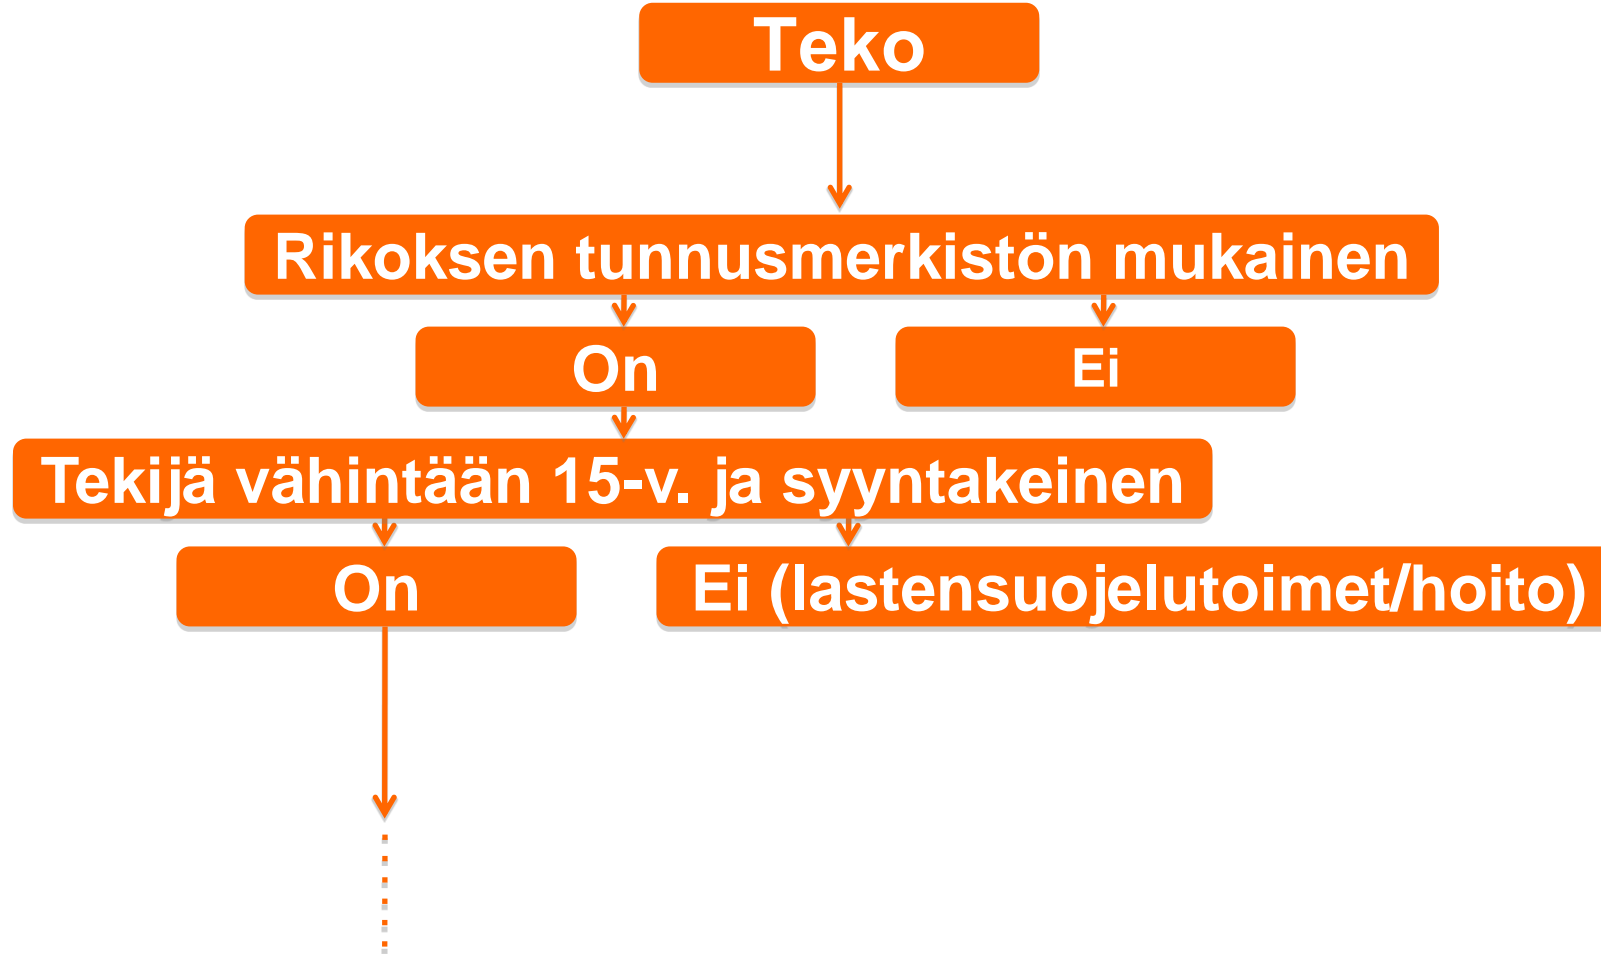 Teko
Rikoksen tunnusmerkistön mukainen
On
Ei
Tekijä vähintään 15-v. ja syyntakeinen
On
Ei (lastensuojelutoimet/hoito)